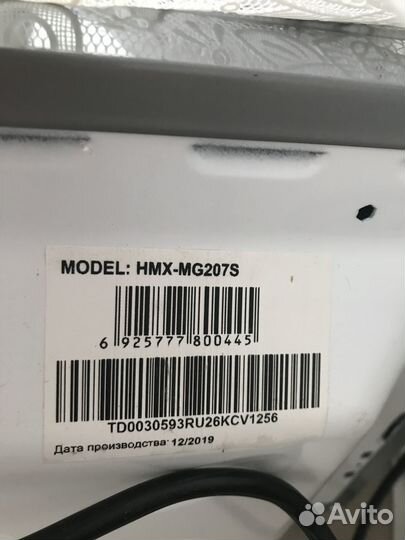 MODEL: HMX-MG207S
6 925777 800445
TD0030593RU26KCV1256
Дата производства 12/2019
Avito